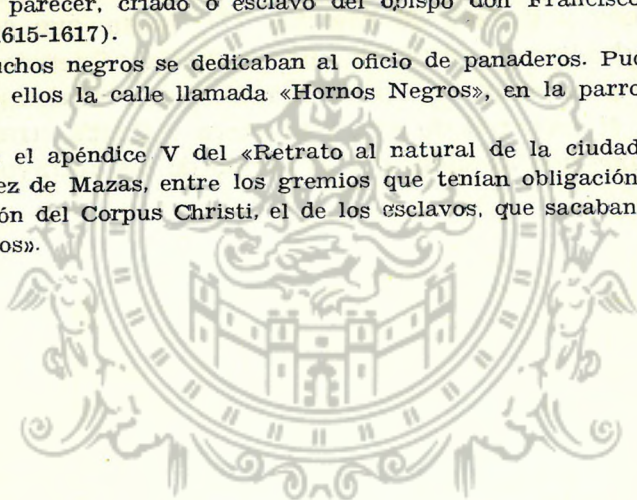 parecer, criado o esclavo del obispo don Francisco
615-1617).
uchos negros se dedicaban al oficio de panaderos. Pu
ellos la calle llamada «Hornos Negros», en la parro
el apéndice V del «Retrato al natural de la ciudad
ez de Mazas, entre los gremios que tenían obligación
ón del Corpus Christi, el de los esclavos, que sacaban
os».